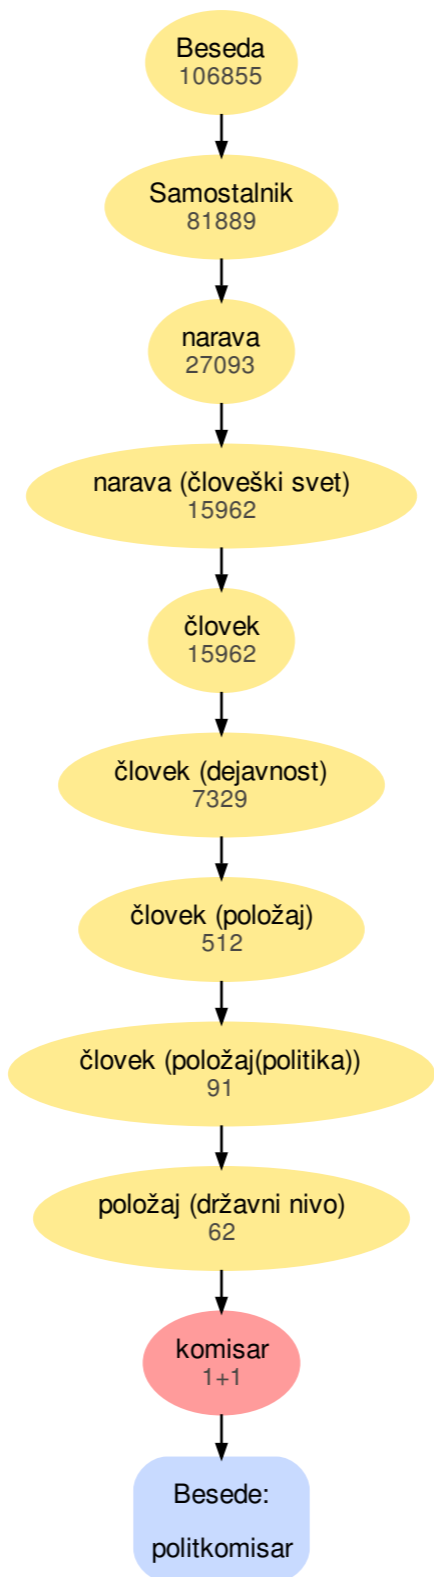 Beseda
106855
Samostalnik
81889
narava
27093
narava (človeški svet)
15962
človek
15962
človek (dejavnost)
7329
človek (položaj)
512
človek (položaj(politika))
91
položaj (državni nivo)
62
komisar
1+1
Besede:
politkomisar